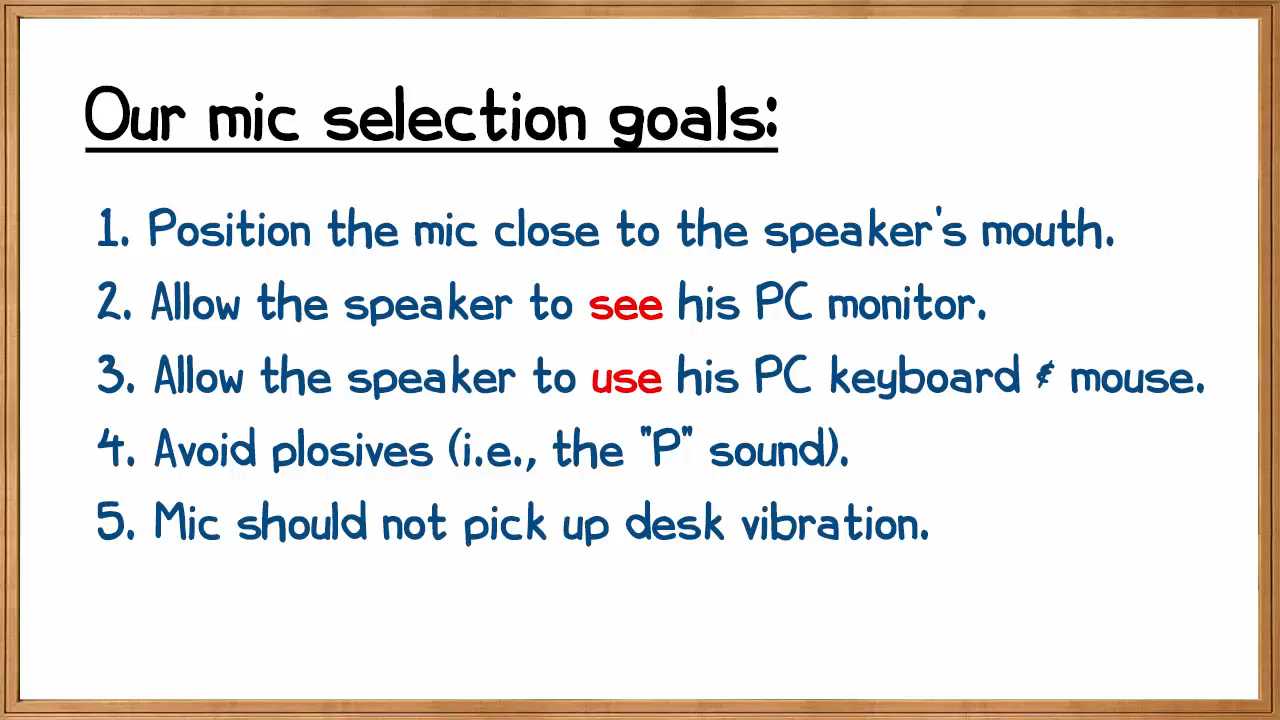 Our mic selection goals:
1. Position the mic close to the speaker's mouth.
2. Allow the speaker to see his PC monitor.
3. Allow the speaker to use his PC keyboard & mouse.
4. Avoid plosives (i.e., the "P" sound).
5. Mic should not pick up desk vibration.